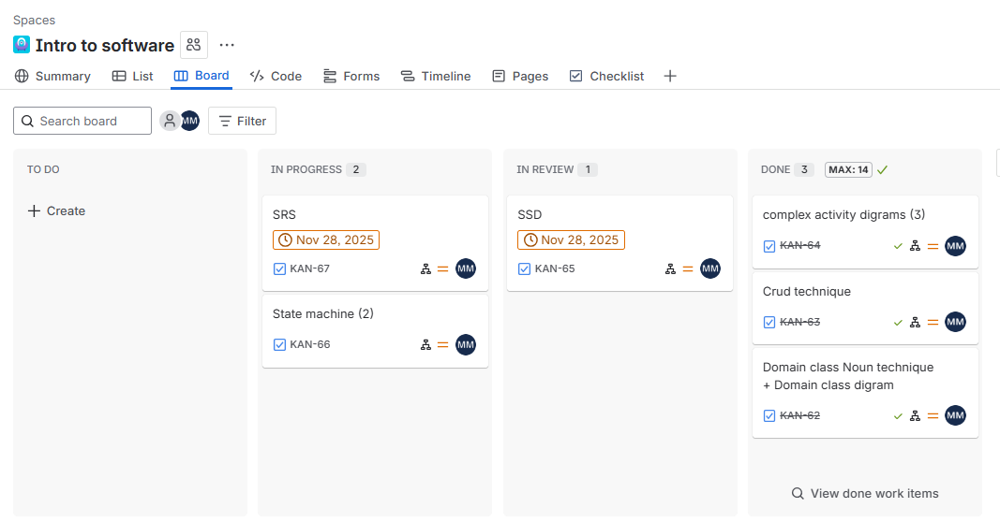 Spaces
Intro to software
Summary
List
Board
Code
Forms
Timeline
Pages
Checklist
Search board
MM
Filter
TO DO
Create
IN PROGRESS 2
SRS
Nov 28, 2025
KAN-67
MM
State machine (2)
KAN-66
MM
IN REVIEW 1
SSD
Nov 28, 2025
KAN-65
MM
DONE 3 MAX: 14
complex activity digrams (3)
KAN-64
MM
Crud technique
KAN-63
MM
Domain class Noun technique
+ Domain class digram
KAN-62
MM
View done work items